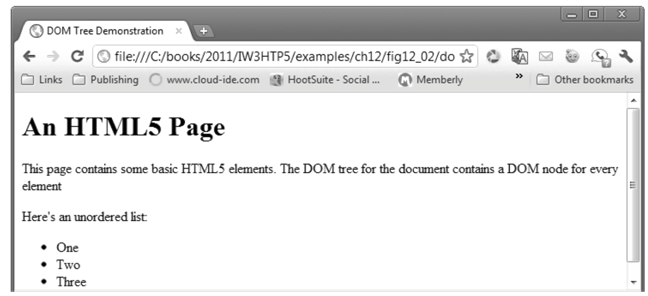 DOM Tree Demonstration
file:///C:/books/2011/IW3HTP5/examples/ch12/fig12_02/do
Links Publishing www.cloud-ide.com HootSuite - Social ... Memberly » Other bookmarks
An HTML5 Page
This page contains some basic HTML5 elements. The DOM tree for the document contains a DOM node for every
element
Here's an unordered list:
• One
• Two
• Three